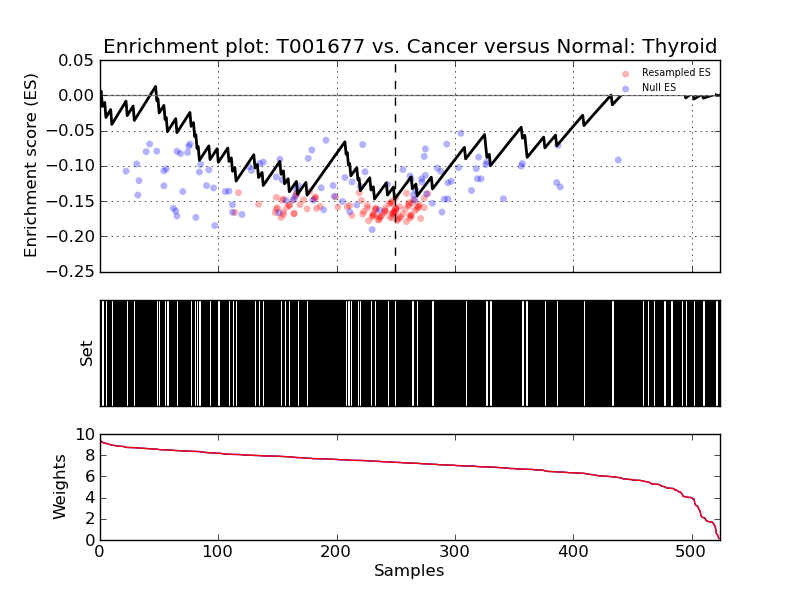 Enrichment plot: T001677 vs. Cancer versus Normal: Thyroid
Enrichment score (ES)
0.05
0.00
−0.05
−0.10
−0.15
−0.20
−0.25
Resampled ES
Null ES
Set
Weights
10
8
6
4
2
0
0 100 200 300 400 500
Samples